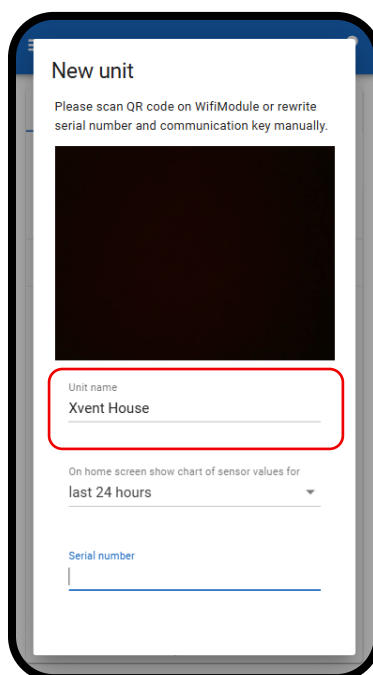 New unit
Please scan QR code on WifiModule or rewrite
serial number and communication key manually.
Unit name
Xvent House
On home screen show chart of sensor values for
last 24 hours
Serial number